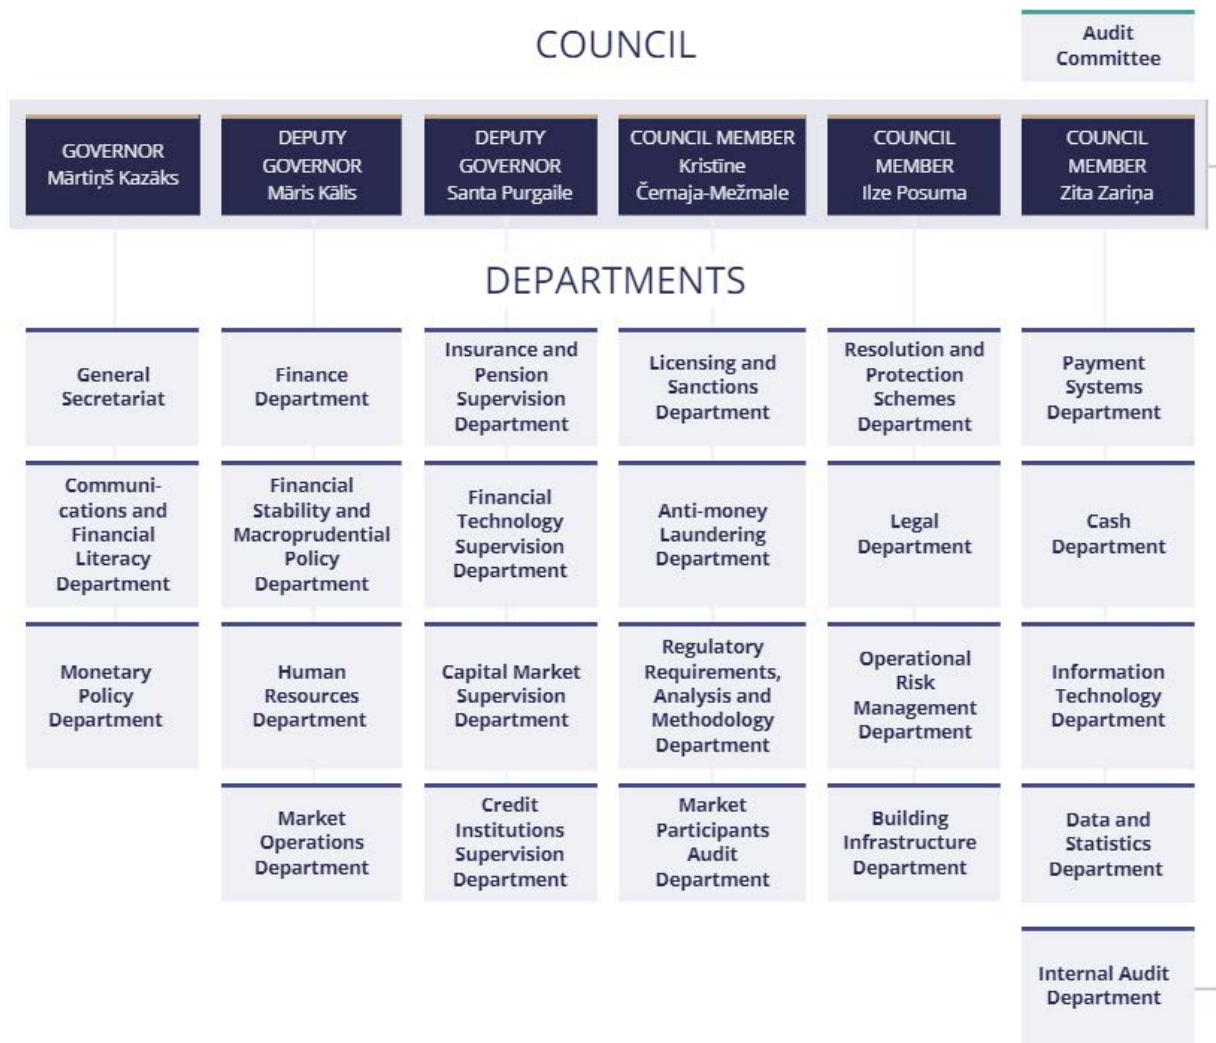 COUNCIL
Audit
Committee
GOVERNOR
Mārtiņš Kazāks
DEPUTY
GOVERNOR
Māris Kālis
DEPUTY
GOVERNOR
Santa Purgaile
COUNCIL MEMBER
Kristīne
Černaja-Mežmale
COUNCIL
MEMBER
Ilze Posuma
COUNCIL
MEMBER
Zita Zariņa
DEPARTMENTS
General
Secretariat
Finance
Department
Insurance and
Pension
Supervision
Department
Licensing and
Sanctions
Department
Resolution and
Protection
Schemes
Department
Payment
Systems
Department
Communi-
cations and
Financial
Literacy
Department
Financial
Stability and
Macroprudential
Policy
Department
Financial
Technology
Supervision
Department
Anti-money
Laundering
Department
Legal
Department
Cash
Department
Monetary
Policy
Department
Human
Resources
Department
Capital Market
Supervision
Department
Regulatory
Requirements,
Analysis and
Methodology
Department
Operational
Risk
Management
Department
Information
Technology
Department
Market
Operations
Department
Credit
Institutions
Supervision
Department
Market
Participants
Audit
Department
Building
Infrastructure
Department
Data and
Statistics
Department
Internal Audit
Department